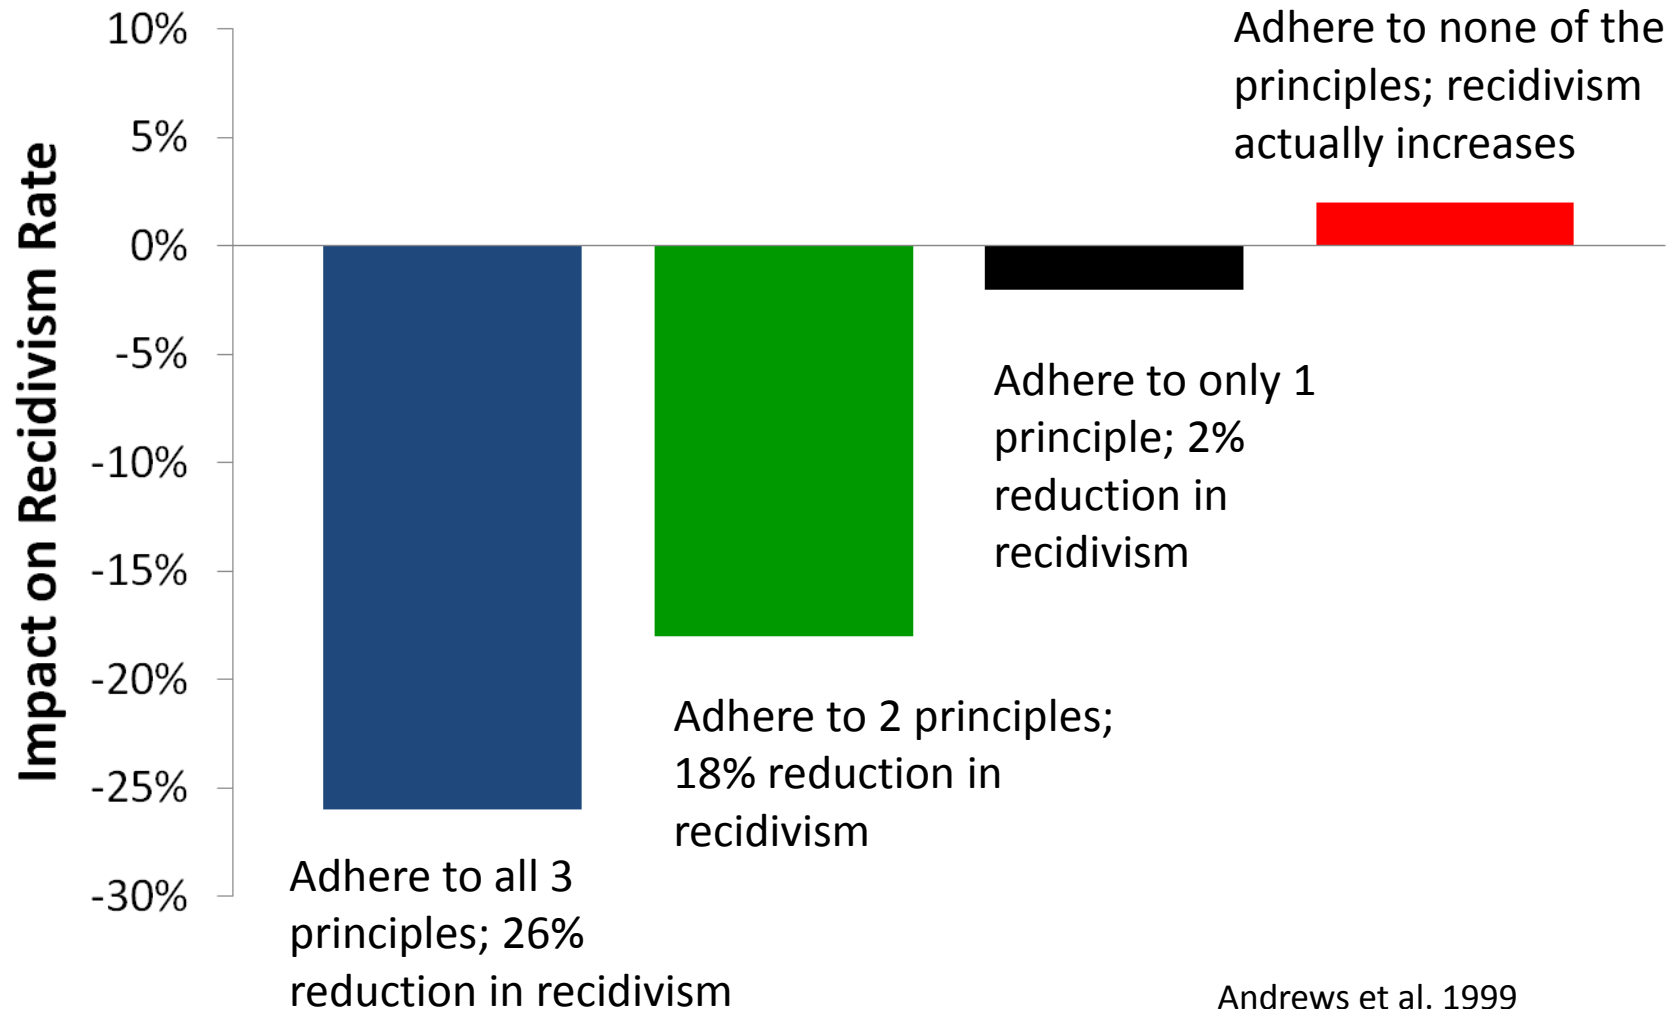 Impact on Recidivism Rate
10%
5%
0%
-5%
-10%
-15%
-20%
-25%
-30%
Adhere to all 3
principles; 26%
reduction in recidivism
Adhere to 2 principles;
18% reduction in
recidivism
Adhere to only 1
principle; 2%
reduction in
recidivism
Adhere to none of the
principles; recidivism
actually increases
Andrews et al. 1999